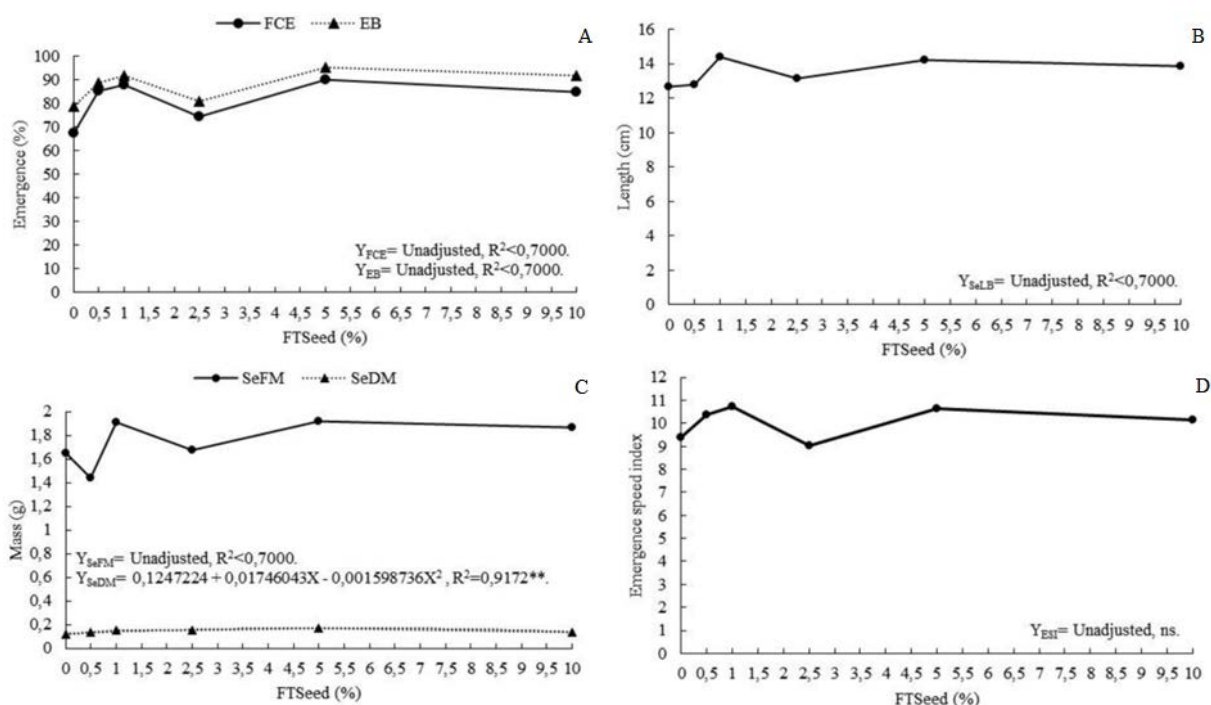 FCE EB
A
100
90
80
70
60
50
40
30
20
10
0
Emergence (%)
Y_FCE= Unadjusted, R²<0,7000.
Y_EB= Unadjusted, R²<0,7000.
0 0,5 1 1,5 2 2,5 3 3,5 4 4,5 5 5,5 6 6,5 7 7,5 8 8,5 9 9,5 10
FTSeed (%)
B
16
14
12
10
8
6
4
2
0
Length (cm)
Y_SeLB= Unadjusted, R²<0,7000.
0 0,5 1 1,5 2 2,5 3 3,5 4 4,5 5 5,5 6 6,5 7 7,5 8 8,5 9 9,5 10
FTSeed (%)
SeFM SeDM
C
2
1,8
1,6
1,4
1,2
1
0,8
0,6
0,4
0,2
0
Mass (g)
Y_SeFM= Unadjusted, R²<0,7000.
Y_SeDM= 0,1247224 + 0,01746043X - 0,001598736X² , R²=0,9172**.
0 0,5 1 1,5 2 2,5 3 3,5 4 4,5 5 5,5 6 6,5 7 7,5 8 8,5 9 9,5 10
FTSeed (%)
D
12
11
10
9
8
7
6
5
4
3
2
1
0
Emergence speed index
Y_ESI= Unadjusted, ns.
0 0,5 1 1,5 2 2,5 3 3,5 4 4,5 5 5,5 6 6,5 7 7,5 8 8,5 9 9,5 10
FTSeed (%)